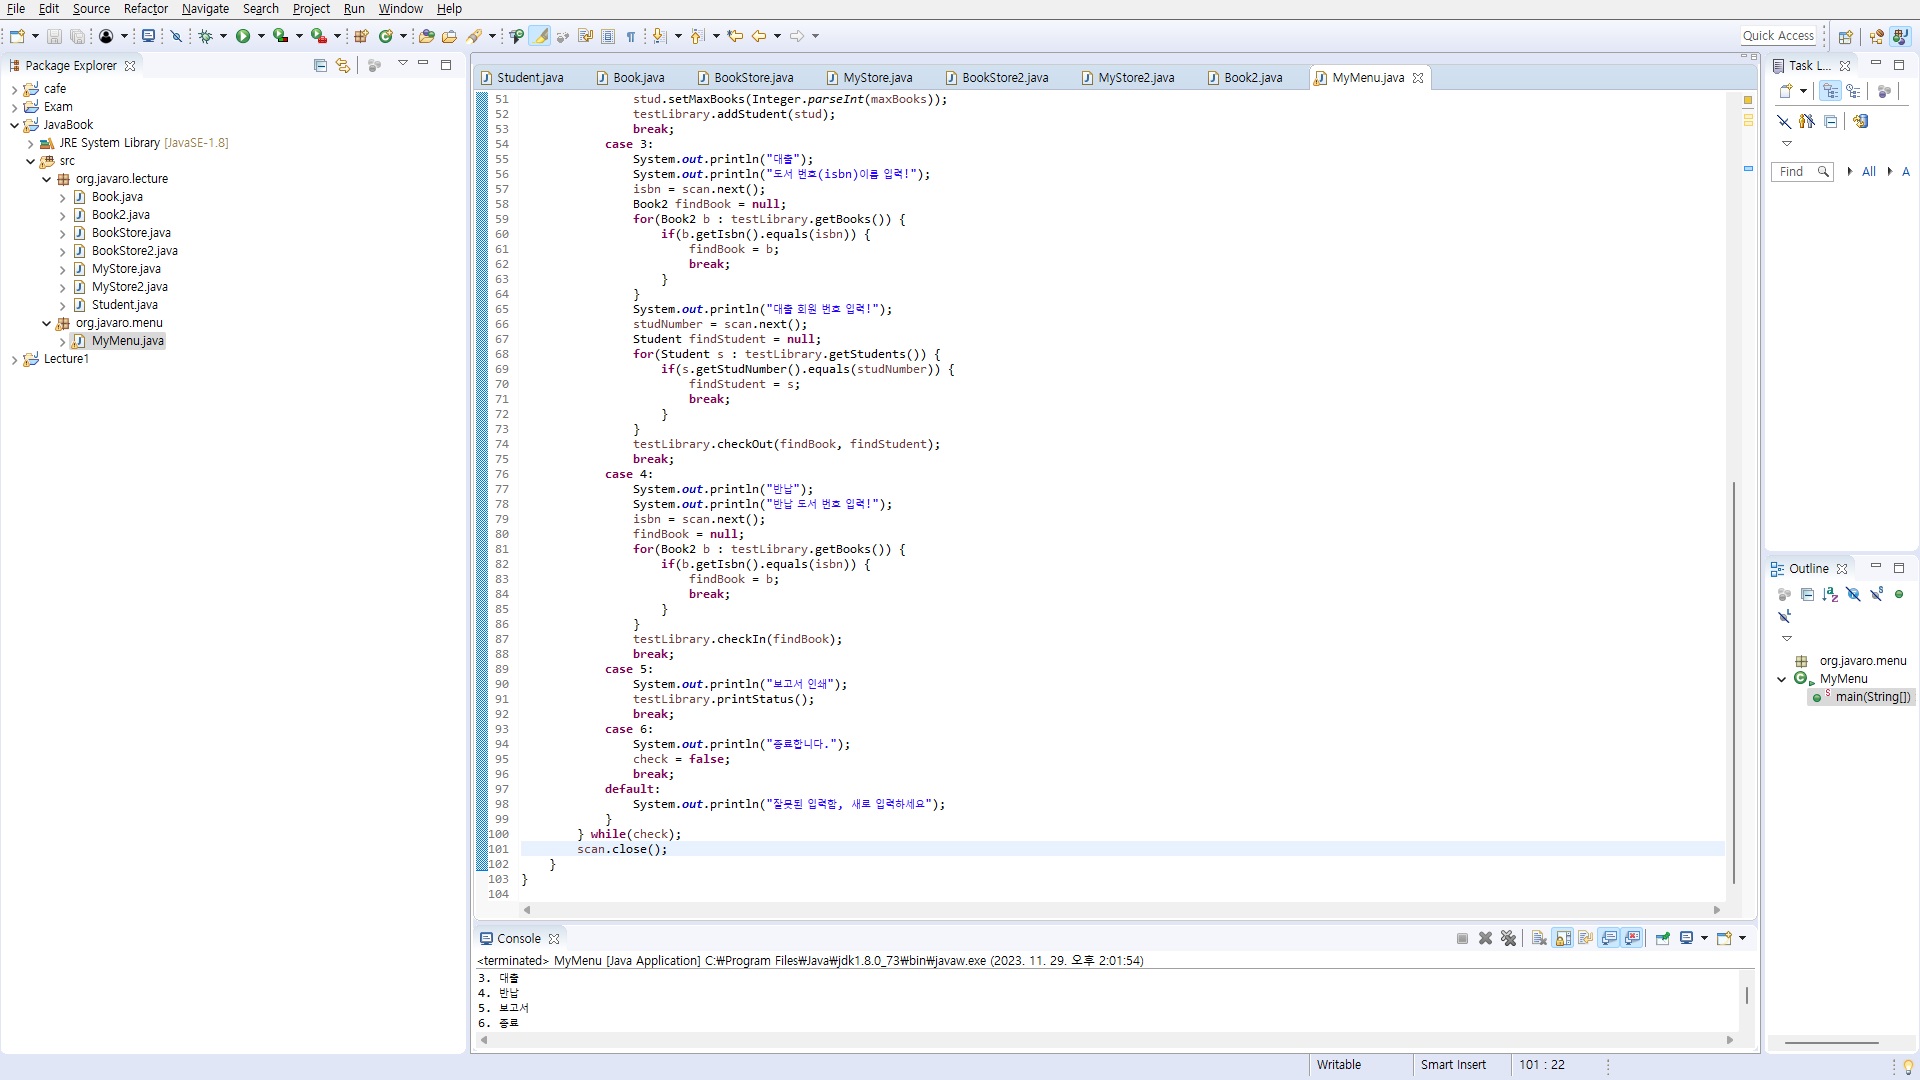 File Edit Source Refactor Navigate Search Project Run Window Help
Quick Access
Package Explorer
cafe
Exam
JavaBook
JRE System Library [JavaSE-1.8]
src
org.javaro.lecture
Book.java
Book2.java
BookStore.java
BookStore2.java
MyStore.java
MyStore2.java
Student.java
org.javaro.menu
MyMenu.java
Lecture1
Student.java Book.java BookStore.java MyStore.java BookStore2.java MyStore2.java Book2.java MyMenu.java
51 stud.setMaxBooks(Integer.parseInt(maxBooks));
52 testLibrary.addStudent(stud);
53 break;
54 case 3:
55 System.out.println("대출");
56 System.out.println("도서 번호(isbn)이름 입력!");
57 isbn = scan.next();
58 Book2 findBook = null;
59 for(Book2 b : testLibrary.getBooks()) {
60 if(b.getIsbn().equals(isbn)) {
61 findBook = b;
62 break;
63 }
64 }
65 System.out.println("대출 회원 번호 입력!");
66 studNumber = scan.next();
67 Student findStudent = null;
68 for(Student s : testLibrary.getStudents()) {
69 if(s.getStudNumber().equals(studNumber)) {
70 findStudent = s;
71 break;
72 }
73 }
74 testLibrary.checkOut(findBook, findStudent);
75 break;
76 case 4:
77 System.out.println("반납");
78 System.out.println("반납 도서 번호 입력!");
79 isbn = scan.next();
80 findBook = null;
81 for(Book2 b : testLibrary.getBooks()) {
82 if(b.getIsbn().equals(isbn)) {
83 findBook = b;
84 break;
85 }
86 }
87 testLibrary.checkIn(findBook);
88 break;
89 case 5:
90 System.out.println("보고서 인쇄");
91 testLibrary.printStatus();
92 break;
93 case 6:
94 System.out.println("종료합니다.");
95 check = false;
96 break;
97 default:
98 System.out.println("잘못된 입력함, 새로 입력하세요");
99 }
100 } while(check);
101 scan.close();
102 }
103 }
104
Console
<terminated> MyMenu [Java Application] C:₩Program Files₩Java₩jdk1.8.0_73₩bin₩javaw.exe (2023. 11. 29. 오후 2:01:54)
3. 대출
4. 반납
5. 보고서
6. 종료
Task L...
Find All A
Outline
org.javaro.menu
MyMenu
main(String[])
Writable Smart Insert 101 : 22